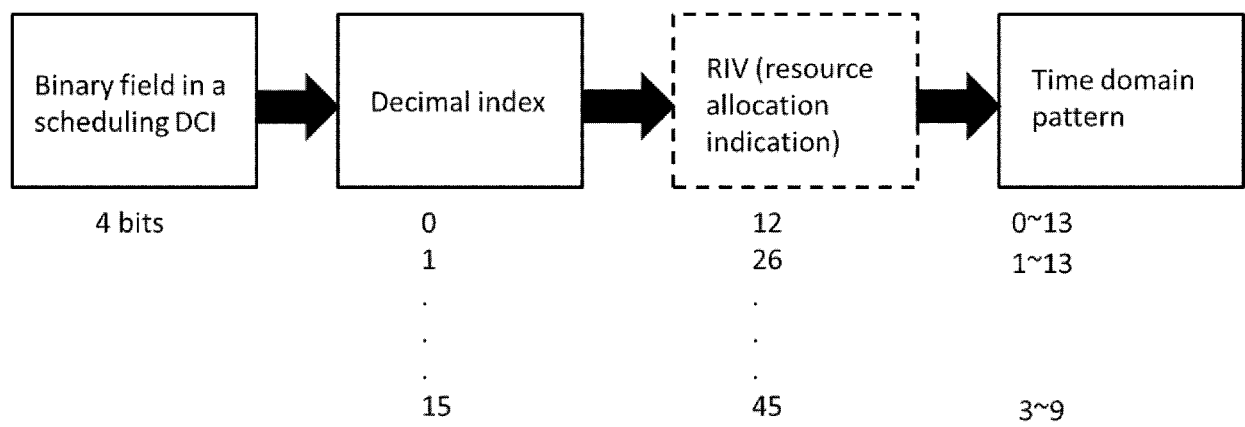 Binary field in a
scheduling DCI
Decimal index
RIV (resource
allocation
indication)
Time domain
pattern
4 bits 0 12 0~13
1 26 1~13
. .
. .
. .
15 45 3~9